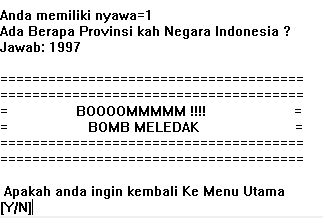 Anda memiliki nyawa=1
Ada Berapa Provinsi kah Negara Indonesia ?
Jawab: 1997
======================================
======================================
= BOOOOMMMMM !!!! =
= BOMB MELEDAK =
======================================
======================================
Apakah anda ingin kembali Ke Menu Utama
[Y/N]